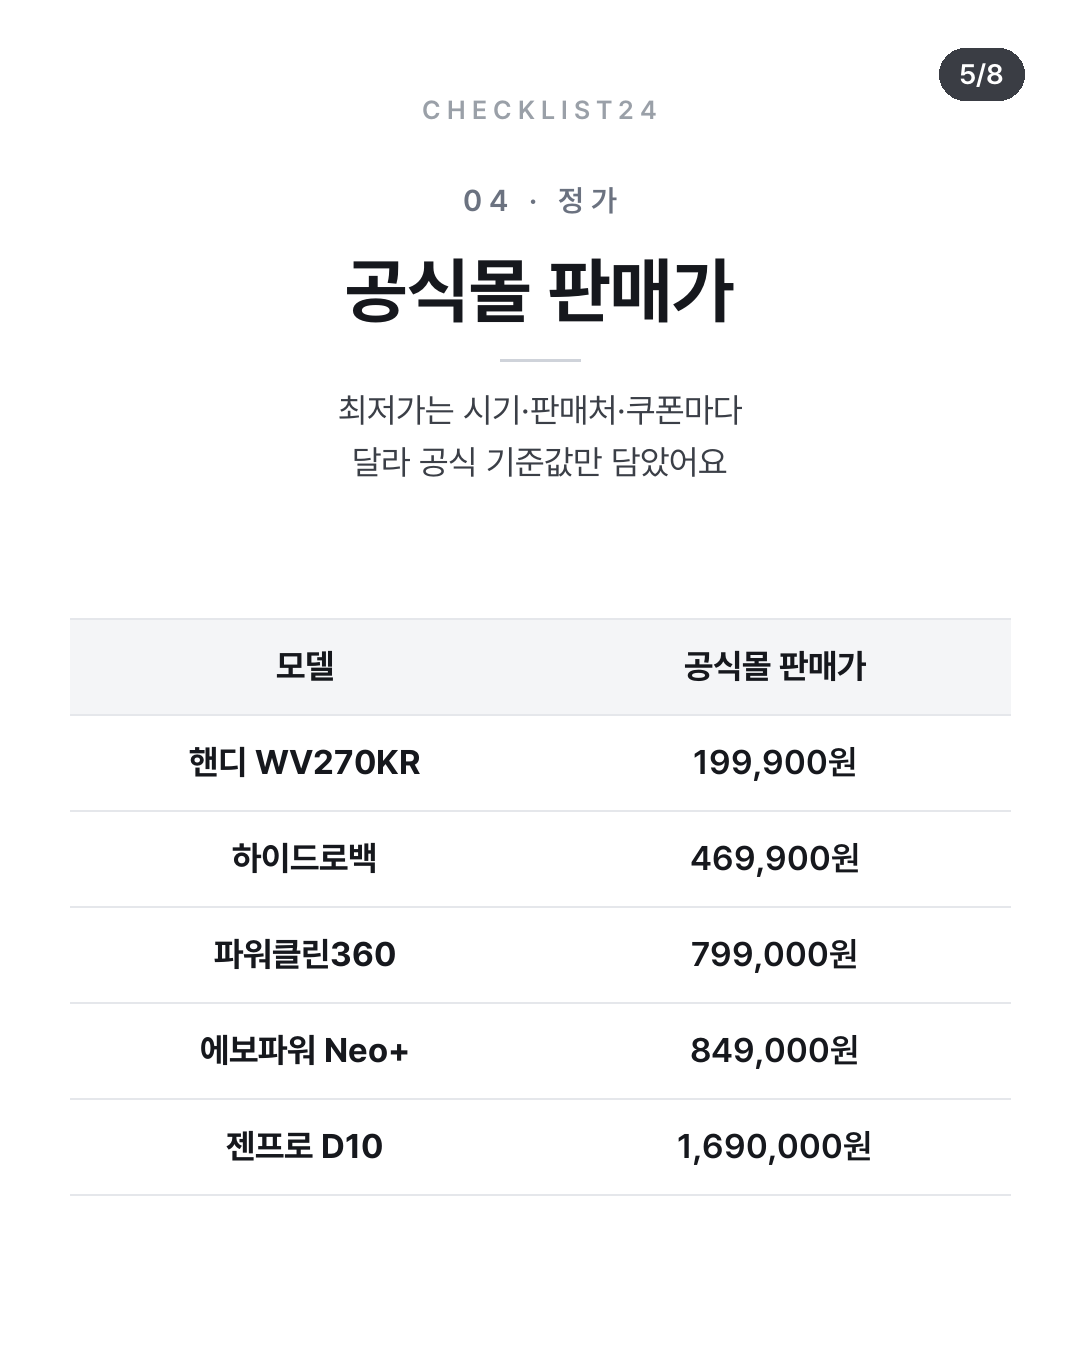 5/8
CHECKLIST24
04 · 정가
공식몰 판매가
최저가는 시기·판매처·쿠폰마다
달라 공식 기준값만 담았어요
모델 공식몰 판매가
핸디 WV270KR 199,900원
하이드로백 469,900원
파워클린360 799,000원
에보파워 Neo+ 849,000원
젠프로 D10 1,690,000원